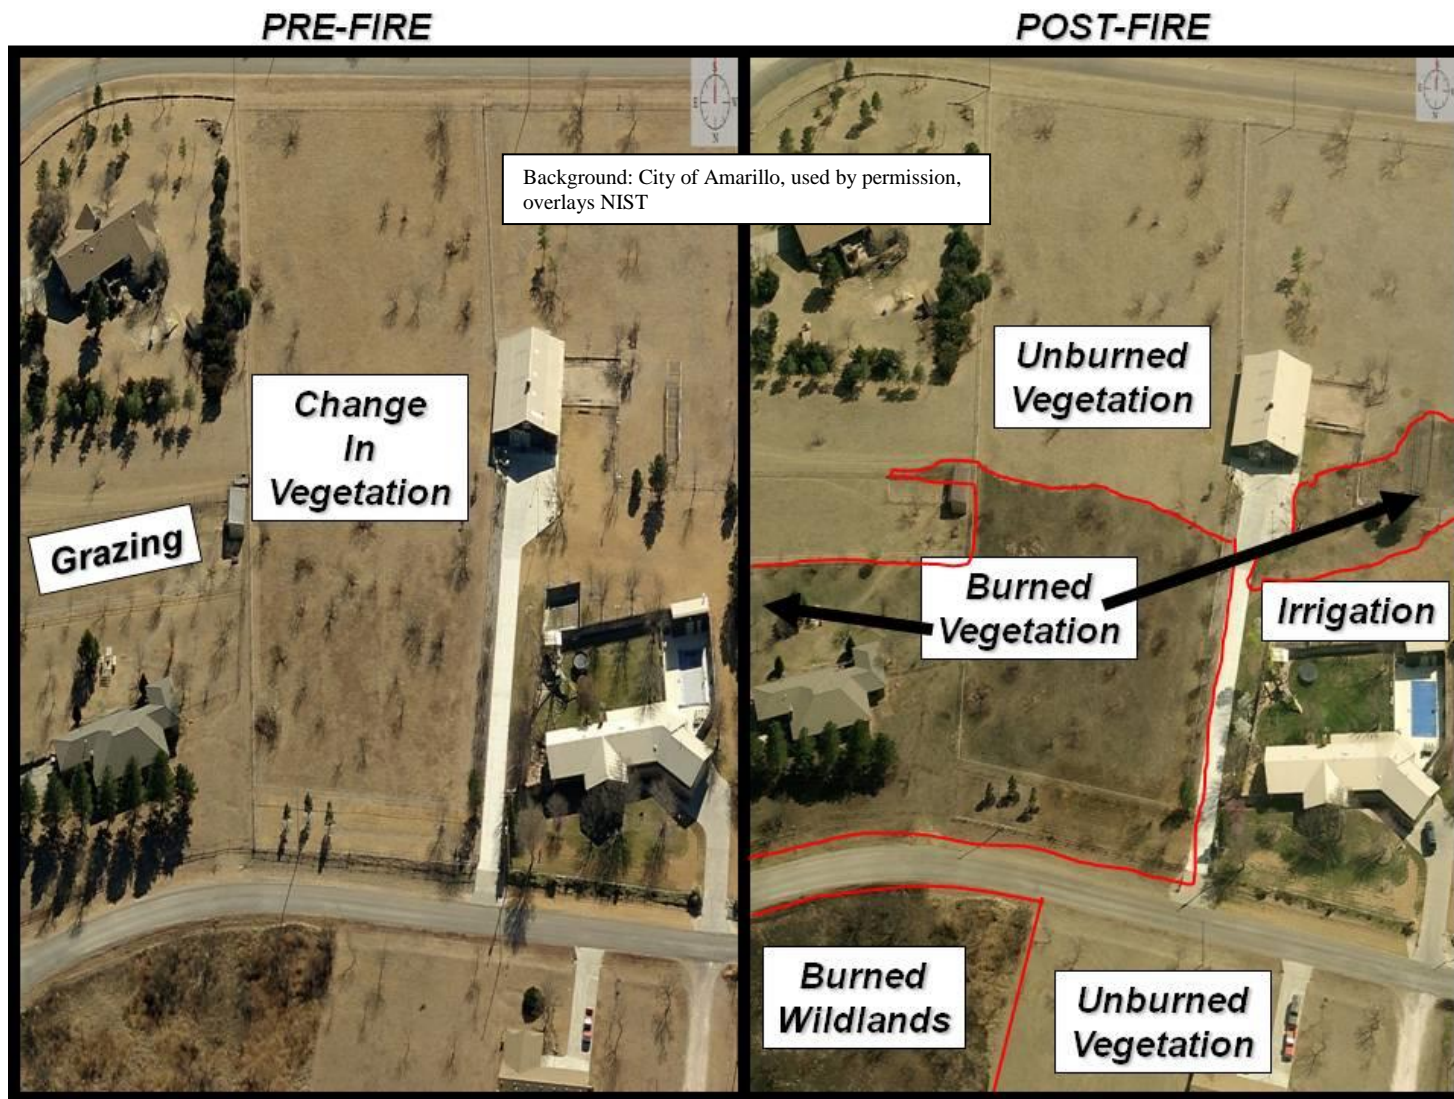 PRE-FIRE
POST-FIRE
S
E
W
N
Background: City of Amarillo, used by permission,
overlays NIST
Change
In
Vegetation
Grazing
Unburned
Vegetation
Burned
Vegetation
Irrigation
Burned
Wildlands
Unburned
Vegetation